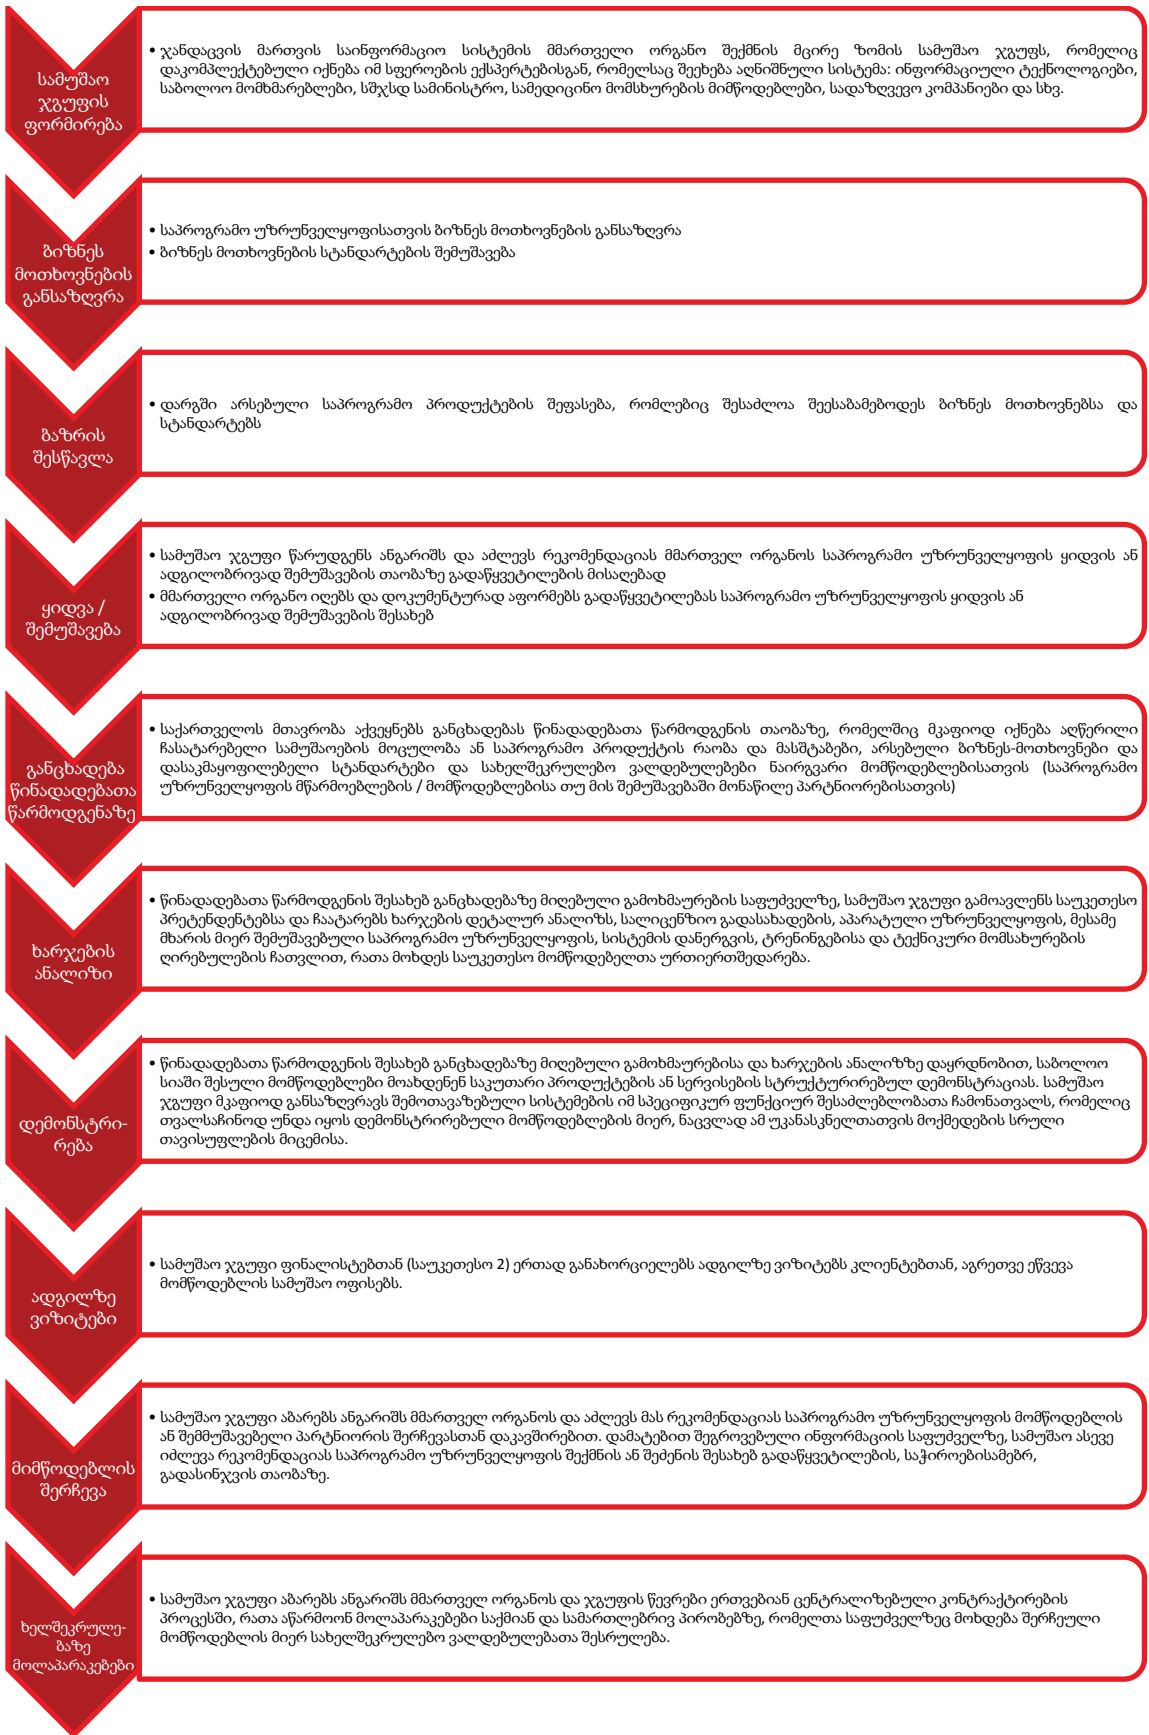 სამუშაო
ჯგუფის
ფორმირება
• ჯანდაცვის მართვის საინფორმაციო სისტემის მმართველი ორგანო შექმნის მცირე ზომის სამუშაო ჯგუფს, რომელიც
დაკომპლექტებული იქნება იმ სფეროების ექსპერტებისგან, რომელსაც შეეხება აღნიშნული სისტემა: ინფორმაციული ტექნოლოგიები,
საბოლოო მომხმარებლები, სშჯსდ სამინისტრო, სამედიცინო მომსხურების მიმწოდებლები, სადაზღვევო კომპანიები და სხვ.
ბიზნეს
მოთხოვნების
განსაზღვრა
• საპროგრამო უზრუნველყოფისათვის ბიზნეს მოთხოვნების განსაზღვრა
• ბიზნეს მოთხოვნების სტანდარტების შემუშავება
ბაზრის
შესწავლა
• დარგში არსებული საპროგრამო პროდუქტების შეფასება, რომლებიც შესაძლოა შეესაბამებოდეს ბიზნეს მოთხოვნებსა და
სტანდარტებს
ყიდვა /
შემუშავება
• სამუშაო ჯგუფი წარუდგენს ანგარიშს და აძლევს რეკომენდაციას მმართველ ორგანოს საპროგრამო უზრუნველყოფის ყიდვის ან
ადგილობრივად შემუშავების თაობაზე გადაწყვეტილების მისაღებად
• მმართველი ორგანო იღებს და დოკუმენტურად აფორმებს გადაწყვეტილებას საპროგრამო უზრუნველყოფის ყიდვის ან
ადგილობრივად შემუშავების შესახებ
განცხადება
წინადადებათა
წარმოდგენაზე
• საქართველოს მთავრობა აქვეყნებს განცხადებას წინადადებათა წარმოდგენის თაობაზე, რომელშიც მკაფიოდ იქნება აღწერილი
ჩასატარებელი სამუშაოების მოცულობა ან საპროგრამო პროდუქტის რაობა და მასშტაბები, არსებული ბიზნეს-მოთხოვნები და
დასაკმაყოფილებელი სტანდარტები და სახელშეკრულებო ვალდებულებები ნაირგვარი მომწოდებლებისათვის (საპროგრამო
უზრუნველყოფის მწარმოებლების / მომწოდებლებისა თუ მის შემუშავებაში მონაწილე პარტნიორებისათვის)
ხარჯების
ანალიზი
• წინადადებათა წარმოდგენის შესახებ განცხადებაზე მიღებული გამოხმაურების საფუძველზე, სამუშაო ჯგუფი გამოავლენს საუკეთესო
პრეტენდენტებსა და ჩაატარებს ხარჯების დეტალურ ანალიზს, სალიცენზიო გადასახადების, აპარატული უზრუნველყოფის, მესამე
მხარის მიერ შემუშავებული საპროგრამო უზრუნველყოფის, სისტემის დანერგვის, ტრენინგებისა და ტექნიკური მომსახურების
ღირებულების ჩათვლით, რათა მოხდეს საუკეთესო მომწოდებელთა ურთიერთშედარება.
დემონსტრი-
რება
• წინადადებათა წარმოდგენის შესახებ განცხადებაზე მიღებული გამოხმაურებისა და ხარჯების ანალიზზე დაყრდნობით, საბოლოო
სიაში შესული მომწოდებლები მოახდენენ საკუთარი პროდუქტების ან სერვისების სტრუქტურირებულ დემონსტრაციას. სამუშაო
ჯგუფი მკაფიოდ განსაზღვრავს შემოთავაზებული სისტემების იმ სპეციფიკურ ფუნქციურ შესაძლებლობათა ჩამონათვალს, რომელიც
თვალსაჩინოდ უნდა იყოს დემონსტრირებული მომწოდებლების მიერ, ნაცვლად ამ უკანასკნელთათვის მოქმედების სრული
თავისუფლების მიცემისა.
ადგილზე
ვიზიტები
• სამუშაო ჯგუფი ფინალისტებთან (საუკეთესო 2) ერთად განახორციელებს ადგილზე ვიზიტებს კლიენტებთან, აგრეთვე ეწვევა
მომწოდებლის სამუშაო ოფისებს.
მიმწოდებლის
შერჩევა
• სამუშაო ჯგუფი აბარებს ანგარიშს მმართველ ორგანოს და აძლევს მას რეკომენდაციას საპროგრამო უზრუნველყოფის მომწოდებლის
ან შემმუშავებელი პარტნიორის შერჩევასთან დაკავშირებით. დამატებით შეგროვებული ინფორმაციის საფუძველზე, სამუშაო ასევე
იძლევა რეკომენდაციას საპროგრამო უზრუნველყოფის შექმნის ან შეძენის შესახებ გადაწყვეტილების, საჭიროებისამებრ,
გადასინჯვის თაობაზე.
ხელშეკრულე-
ბაზე
მოლაპარაკებები
• სამუშაო ჯგუფი აბარებს ანგარიშს მმართველ ორგანოს და ჯგუფის წევრები ერთვებიან ცენტრალიზებული კონტრაქტირების
პროცესში, რათა აწარმოონ მოლაპარაკებები საქმიან და სამართლებრივ პირობებზე, რომელთა საფუძველზეც მოხდება შერჩეული
მომწოდებლის მიერ სახელშეკრულებო ვალდებულებათა შესრულება.